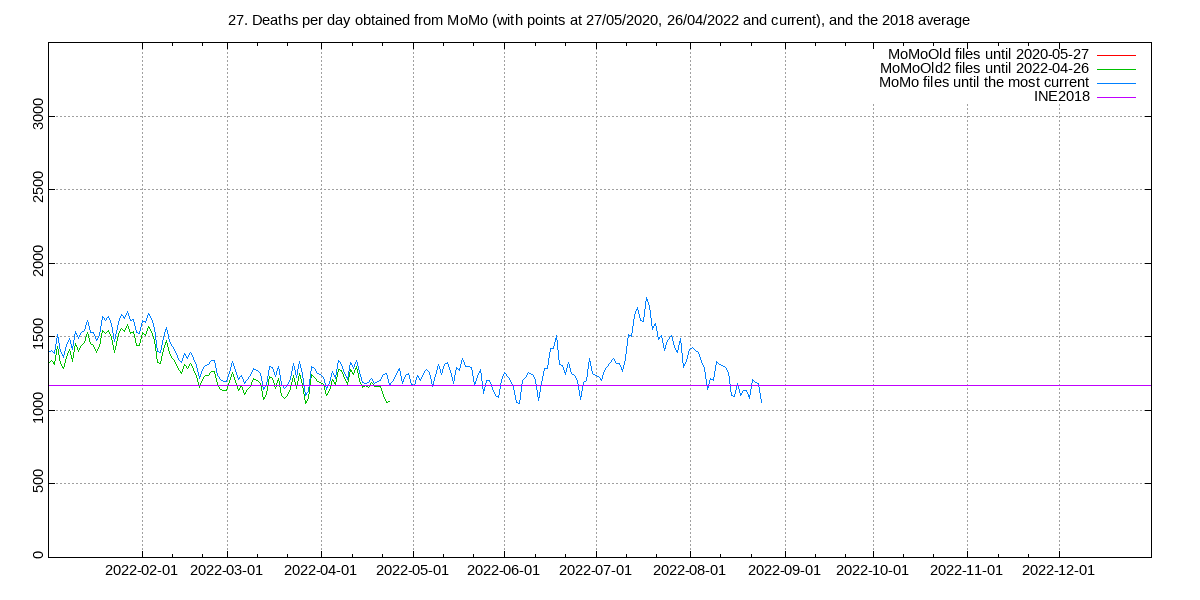 27. Deaths per day obtained from MoMo (with points at 27/05/2020, 26/04/2022 and current), and the 2018 average
MoMoOld files until 2020-05-27
MoMoOld2 files until 2022-04-26
MoMo files until the most current
INE2018
3000
2500
2000
1500
1000
500
0
2022-02-01 2022-03-01 2022-04-01 2022-05-01 2022-06-01 2022-07-01 2022-08-01 2022-09-01 2022-10-01 2022-11-01 2022-12-01